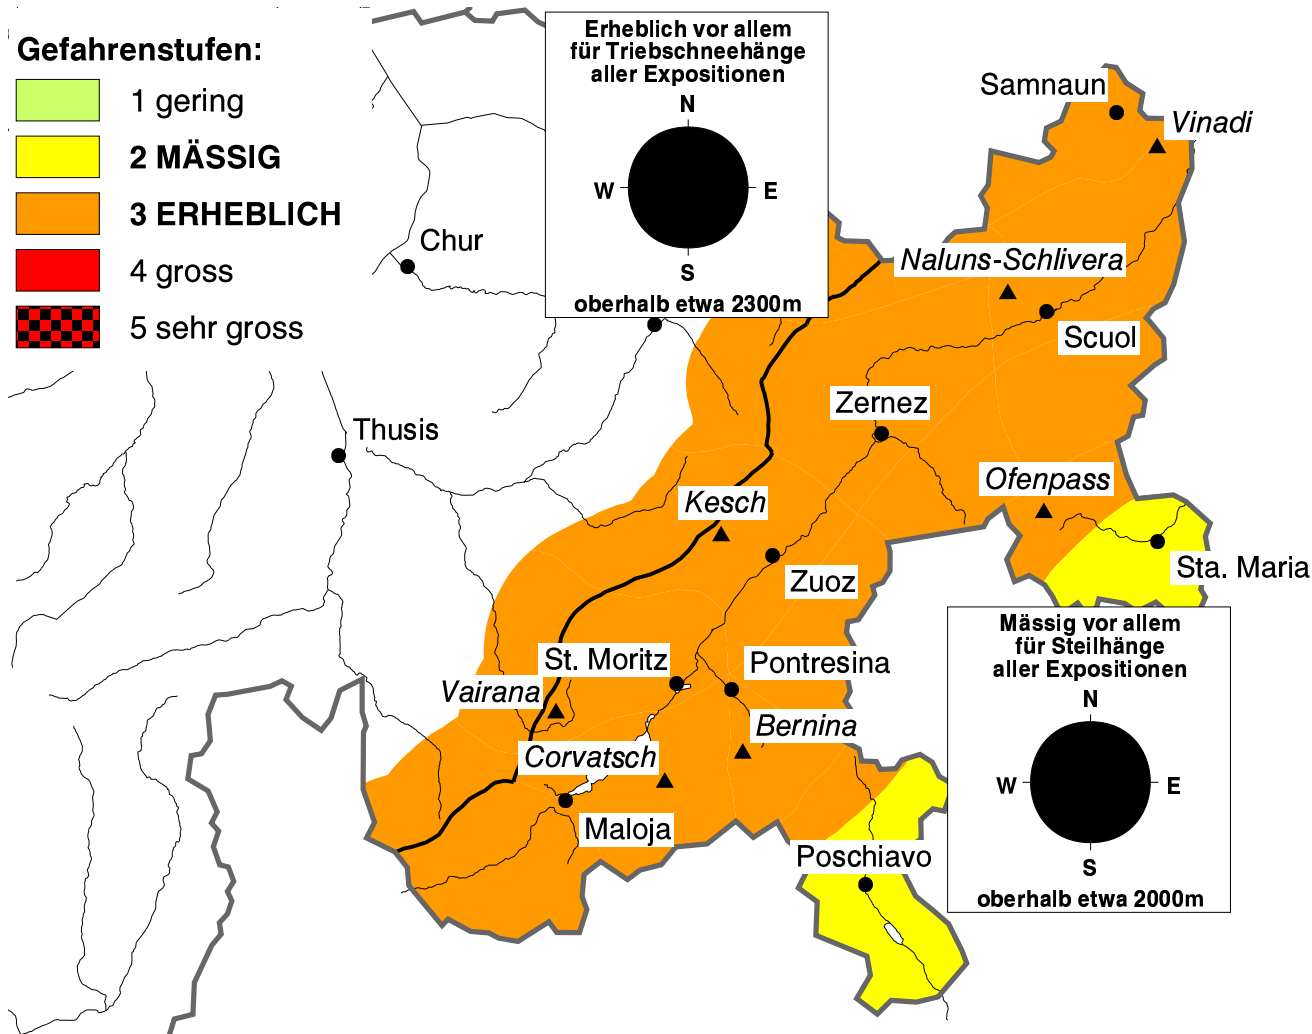 Gefahrenstufen:
1 gering
2 MÄSSIG
3 ERHEBLICH
4 gross
5 sehr gross
Erheblich vor allem
für Triebschneehänge
aller Expositionen
N
W
E
S
oberhalb etwa 2300m
Samnaun
Vinadi
Chur
Naluns-Schlivera
Scuol
Zernez
Thusis
Ofenpass
Kesch
Sta. Maria
Zuoz
St. Moritz
Pontresina
Vairana
Bernina
Corvatsch
Maloja
Poschiavo
Mässig vor allem
für Steilhänge
aller Expositionen
N
W
E
S
oberhalb etwa 2000m